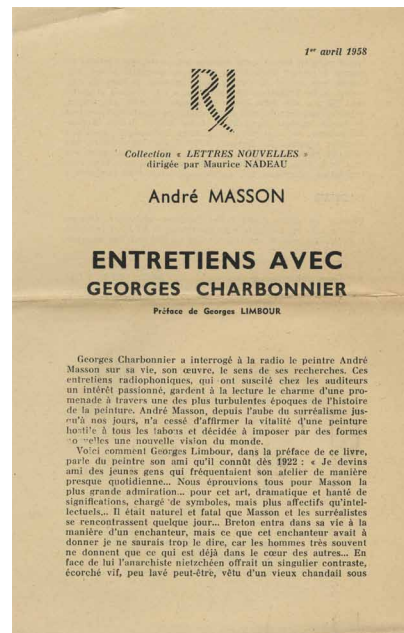 1er avril 1958
RJ
Collection « LETTRES NOUVELLES »
dirigée par Maurice NADEAU
André MASSON
ENTRETIENS AVEC
GEORGES CHARBONNIER
Préface de Georges LIMBOUR
Georges Charbonnier a interrogé à la radio le peintre André
Masson sur sa vie, son œuvre, le sens de ses recherches. Ces
entretiens radiophoniques, qui ont suscité chez les auditeurs
un intérêt passionné, gardent à la lecture le charme d'une pro-
menade à travers une des plus turbulentes époques de l'histoire
de la peinture. André Masson, depuis l'aube du surréalisme jus-
qu'à nos jours, n'a cessé d'affirmer la vitalité d'une peinture
hostile à tous les tabous et décidée à imposer par des formes
nouvelles une nouvelle vision du monde.
Voici comment Georges Limbour, dans la préface de ce livre,
parle du peintre son ami qu'il connût dès 1922 : « Je devins
ami des jeunes gens qui fréquentaient son atelier de manière
presque quotidienne... Nous éprouvions tous pour Masson la
plus grande admiration... pour cet art, dramatique et hanté de
significations, chargé de symboles, mais plus affectifs qu'intel-
lectuels... Il était naturel et fatal que Masson et les surréalistes
se rencontrassent quelque jour... Breton entra dans sa vie à la
manière d'un enchanteur, mais ce que cet enchanteur avait à
donner je ne saurais trop le dire, car les hommes très souvent
ne donnent que ce qui est déjà dans le cœur des autres... En
face de lui l'anarchiste nietzchéen offrait un singulier contraste,
écorché vif, peu lavé peut-être, vêtu d'un vieux chandail sous